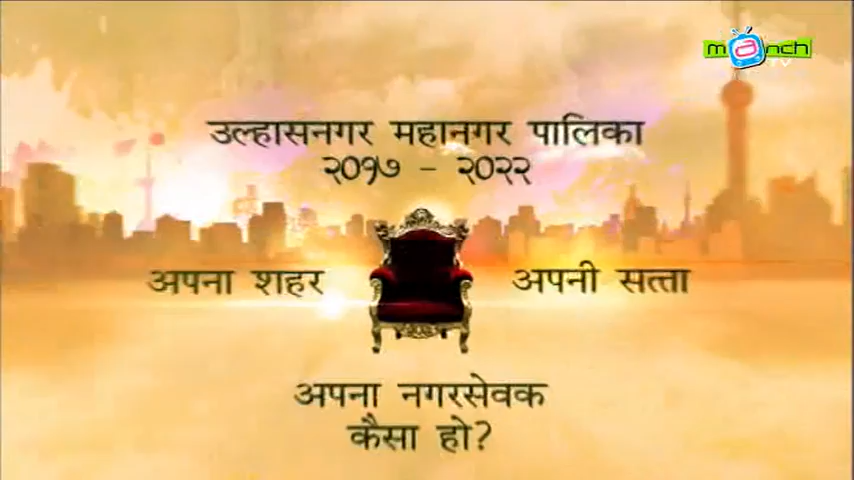 manch
TV
उल्हासनगर महानगर पालिका
२०१७ - २०२२
अपना शहर
अपनी सत्ता
अपना नगरसेवक
कैसा हो?